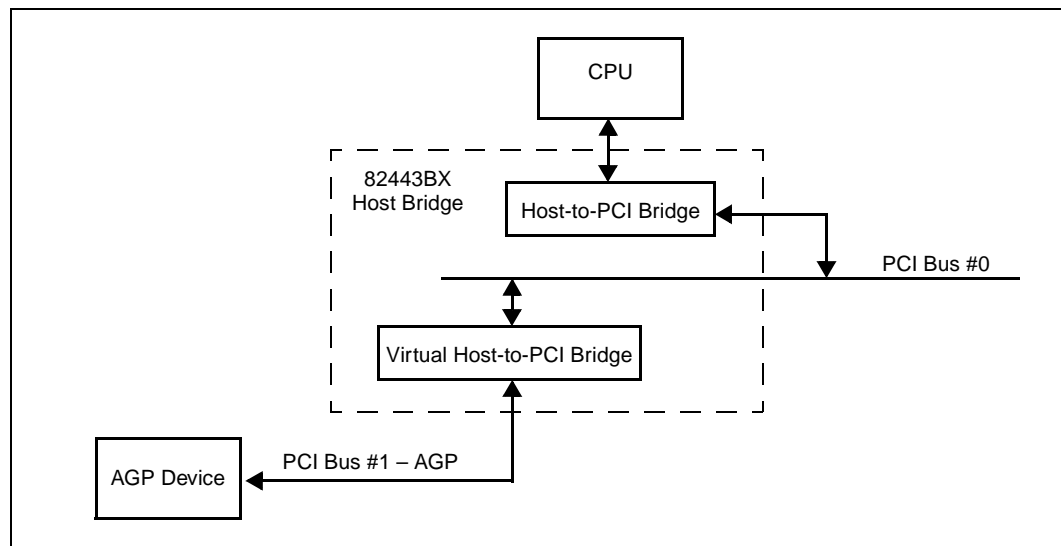 CPU
82443BX
Host Bridge
Host-to-PCI Bridge
PCI Bus #0
Virtual Host-to-PCI Bridge
PCI Bus #1 – AGP
AGP Device